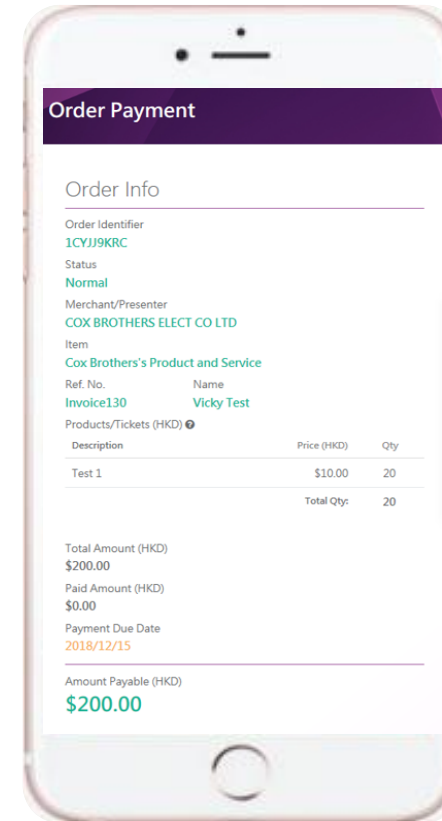 Order Payment
Order Info
Order Identifier
1CYJJ9KRC
Status
Normal
Merchant/Presenter
COX BROTHERS ELECT CO LTD
Item
Cox Brothers's Product and Service
Ref. No. Name
Invoice130 Vicky Test
Products/Tickets (HKD) ?
Description Price (HKD) Qty
Test 1 $10.00 20
Total Qty: 20
Total Amount (HKD)
$200.00
Paid Amount (HKD)
$0.00
Payment Due Date
2018/12/15
Amount Payable (HKD)
$200.00